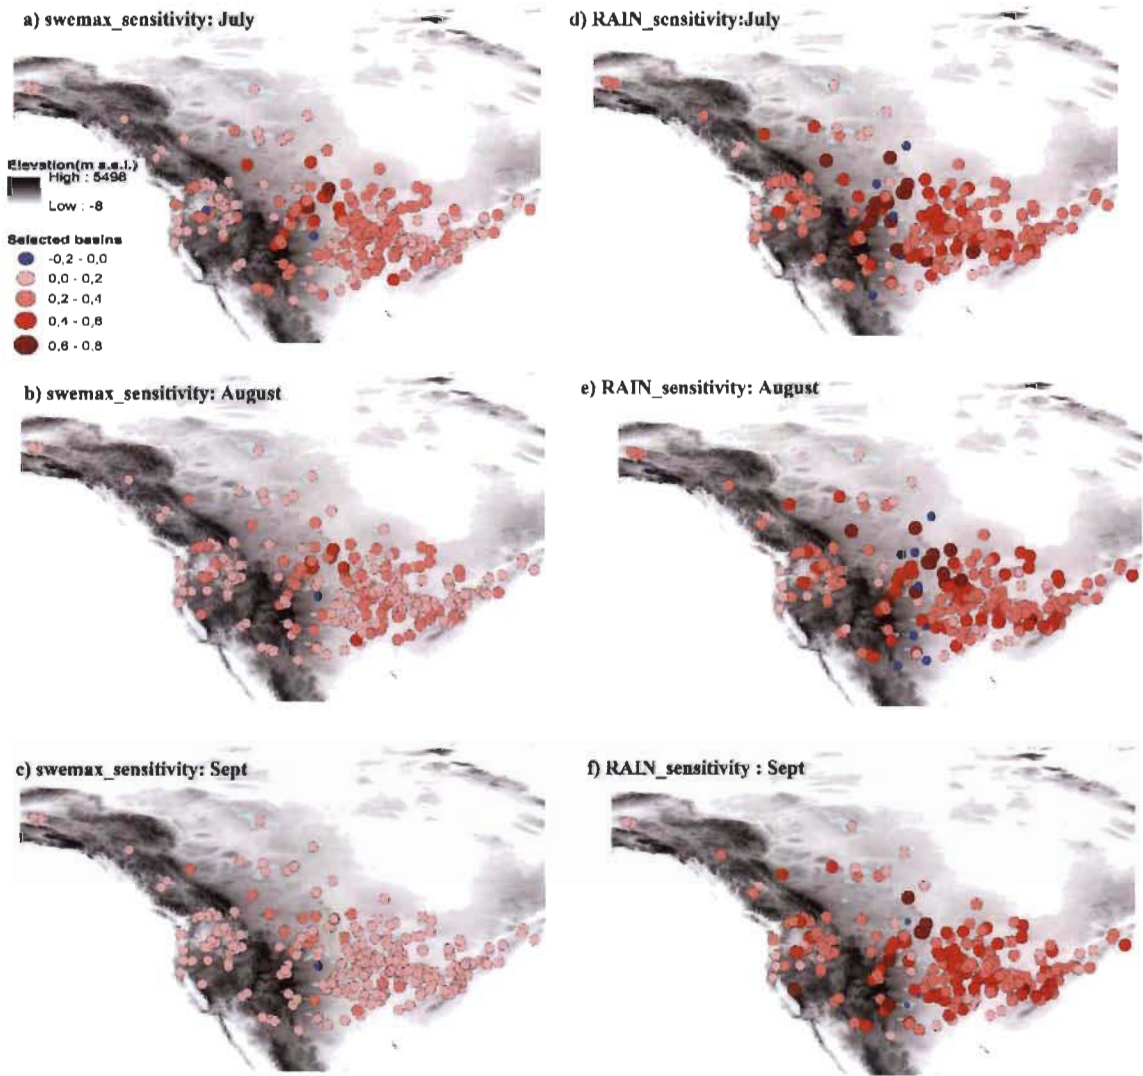 a) swemax_sensitivity: July
d) RAIN_sensitivity:July
Elevation(m a.s.l.)
High : 5498
Low : -8
Selected basins
-0,2 - 0,0
0,0 - 0,2
0,2 - 0,4
0,4 - 0,6
0,6 - 0,8
b) swemax_sensitivity: August
e) RAIN_sensitivity: August
c) swemax_sensitivity: Sept
f) RAIN_sensitivity : Sept